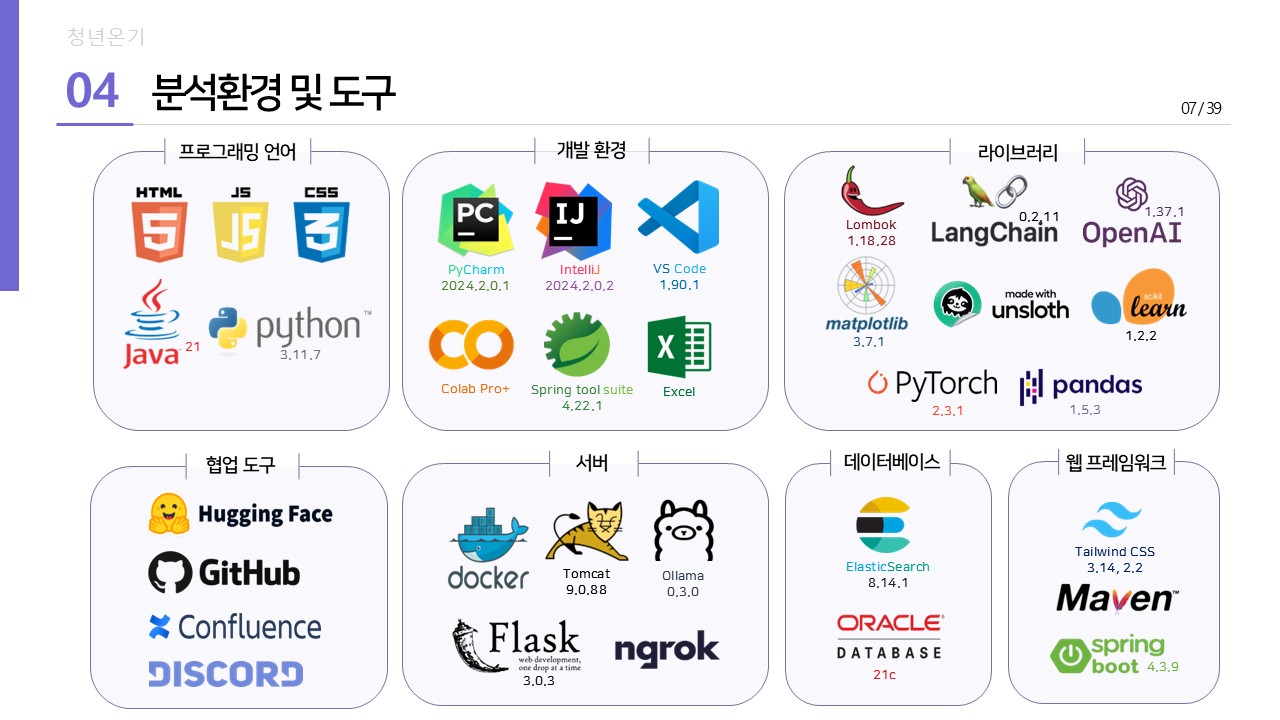 청년온기
04 분석환경 및 도구
07 / 39
프로그래밍 언어
HTML
5
JS
JS
CSS
3
Java 21
python™
3.11.7
개발 환경
PC
PyCharm
2024.2.0.1
IJ
IntelliJ
2024.2.0.2
VS Code
1.90.1
CO
Colab Pro+
Spring tool suite
4.22.1
X
Excel
라이브러리
Lombok
1.18.28
0.2.11
LangChain
1.37.1
OpenAI
matplotlib
3.7.1
made with
unsloth
scikit
learn
1.2.2
PyTorch
2.3.1
pandas
1.5.3
협업 도구
Hugging Face
GitHub
Confluence
DISCORD
서버
docker
Tomcat
9.0.88
Ollama
0.3.0
Flask
web development,
one drop at a time
3.0.3
ngrok
데이터베이스
ElasticSearch
8.14.1
ORACLE®
DATABASE
21c
웹 프레임워크
Tailwind CSS
3.14, 2.2
Maven™
spring
boot 4.3.9